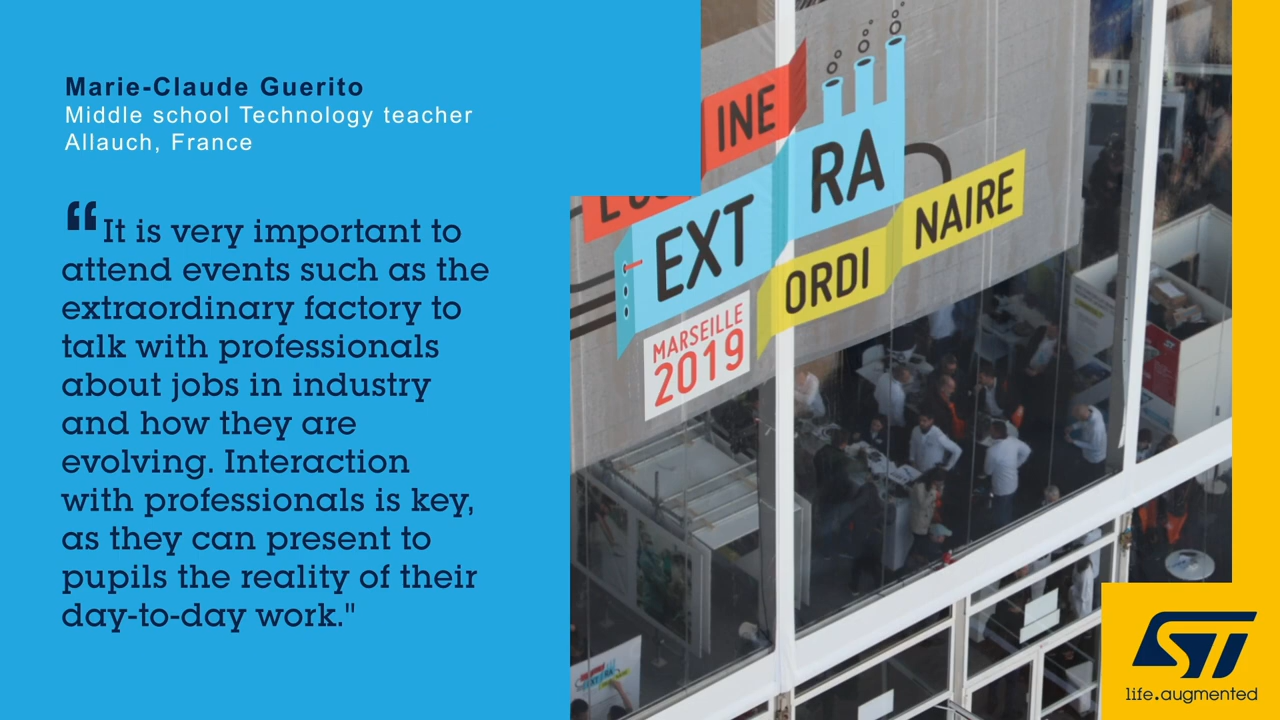 Marie-Claude Guerito
Middle school Technology teacher
Allauch, France
“It is very important to
attend events such as the
extraordinary factory to
talk with professionals
about jobs in industry
and how they are
evolving. Interaction
with professionals is key,
as they can present to
pupils the reality of their
day-to-day work."
INE
EXT
RA
ORDI
NAIRE
MARSEILLE
2019
ST
life.augmented